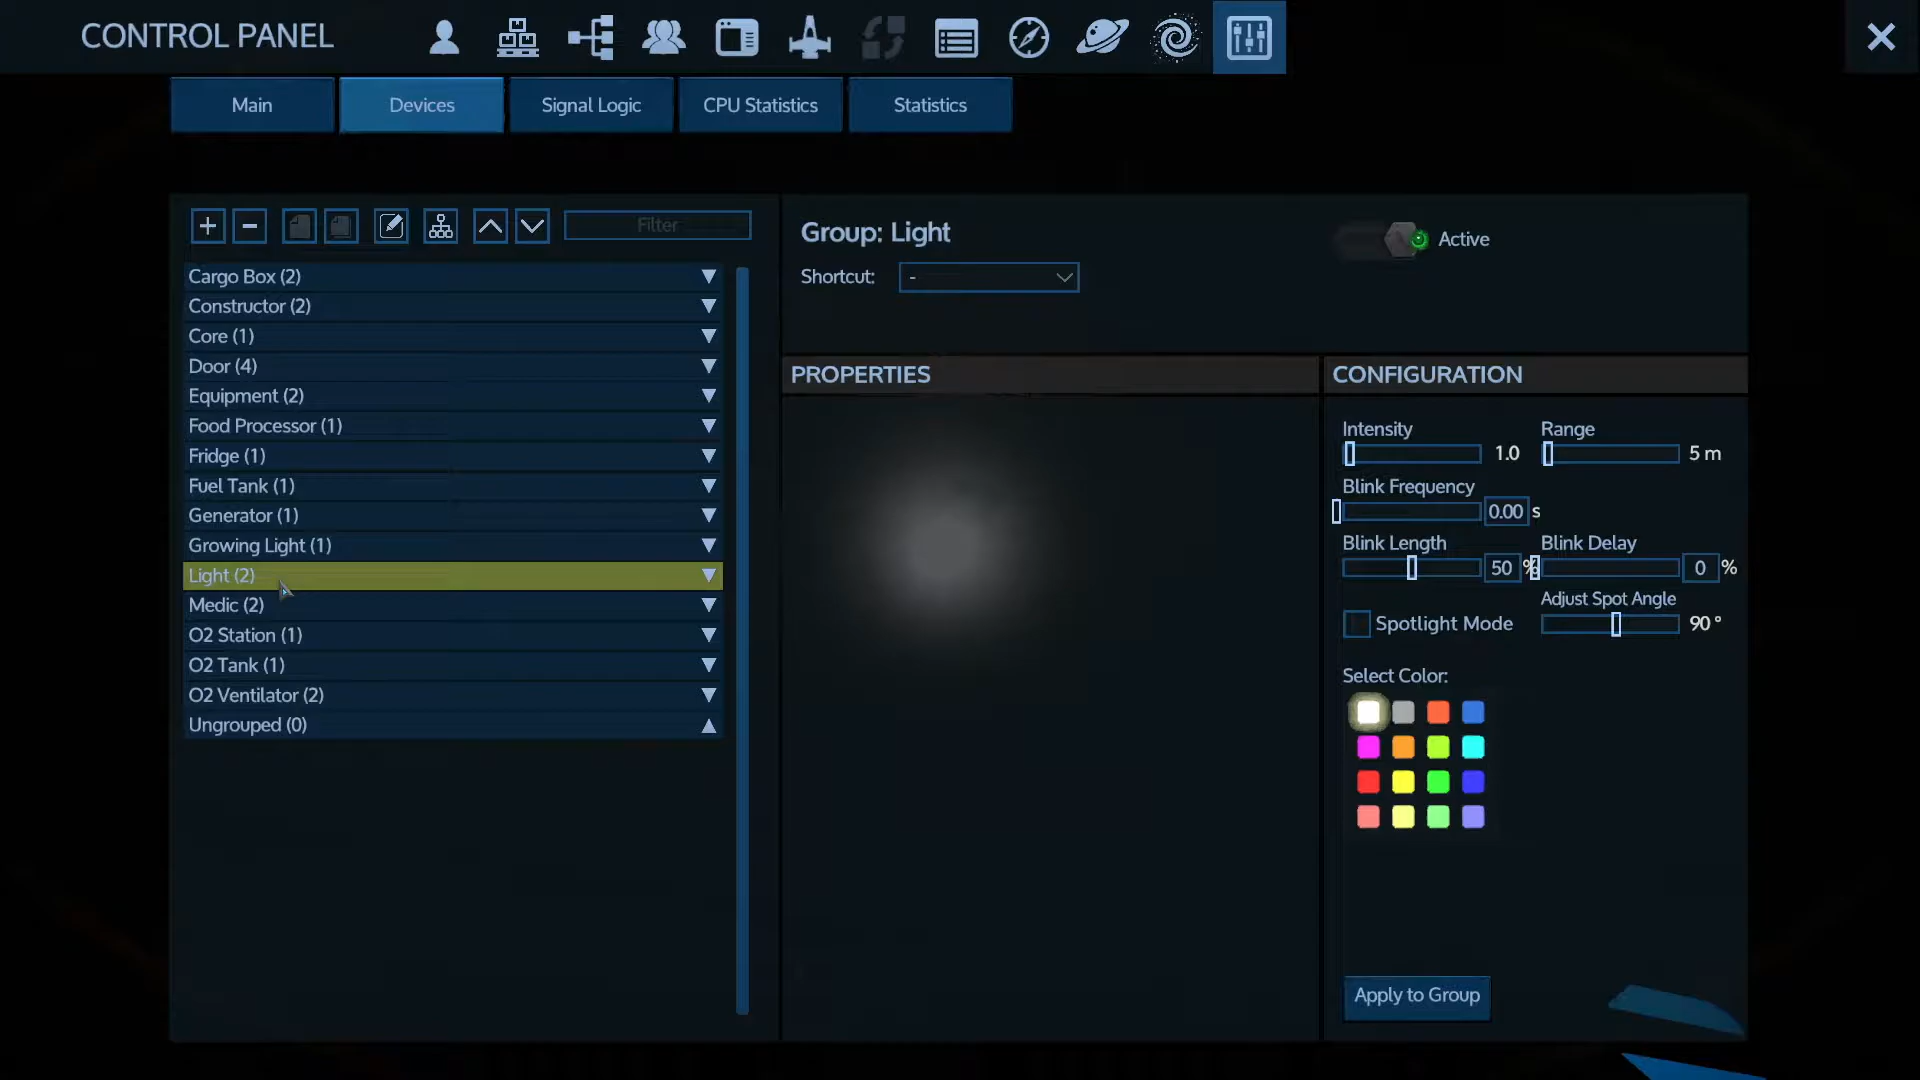 CONTROL PANEL
Main
Devices
Signal Logic
CPU Statistics
Statistics
Filter
Cargo Box (2)
Constructor (2)
Core (1)
Door (4)
Equipment (2)
Food Processor (1)
Fridge (1)
Fuel Tank (1)
Generator (1)
Growing Light (1)
Light (2)
Medic (2)
O2 Station (1)
O2 Tank (1)
O2 Ventilator (2)
Ungrouped (0)
Group: Light
Active
Shortcut: -
PROPERTIES
CONFIGURATION
Intensity
Range
1.0
5 m
Blink Frequency
0.00 s
Blink Length
Blink Delay
50 %
0 %
Adjust Spot Angle
Spotlight Mode
90 °
Select Color:
Apply to Group